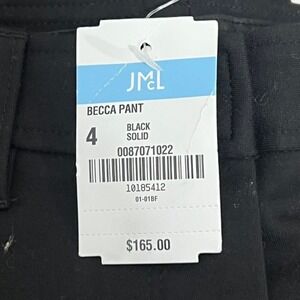 JMcL
BECCA PANT
4 BLACK
SOLID
0087071022
10185412
01-01BF
$165.00